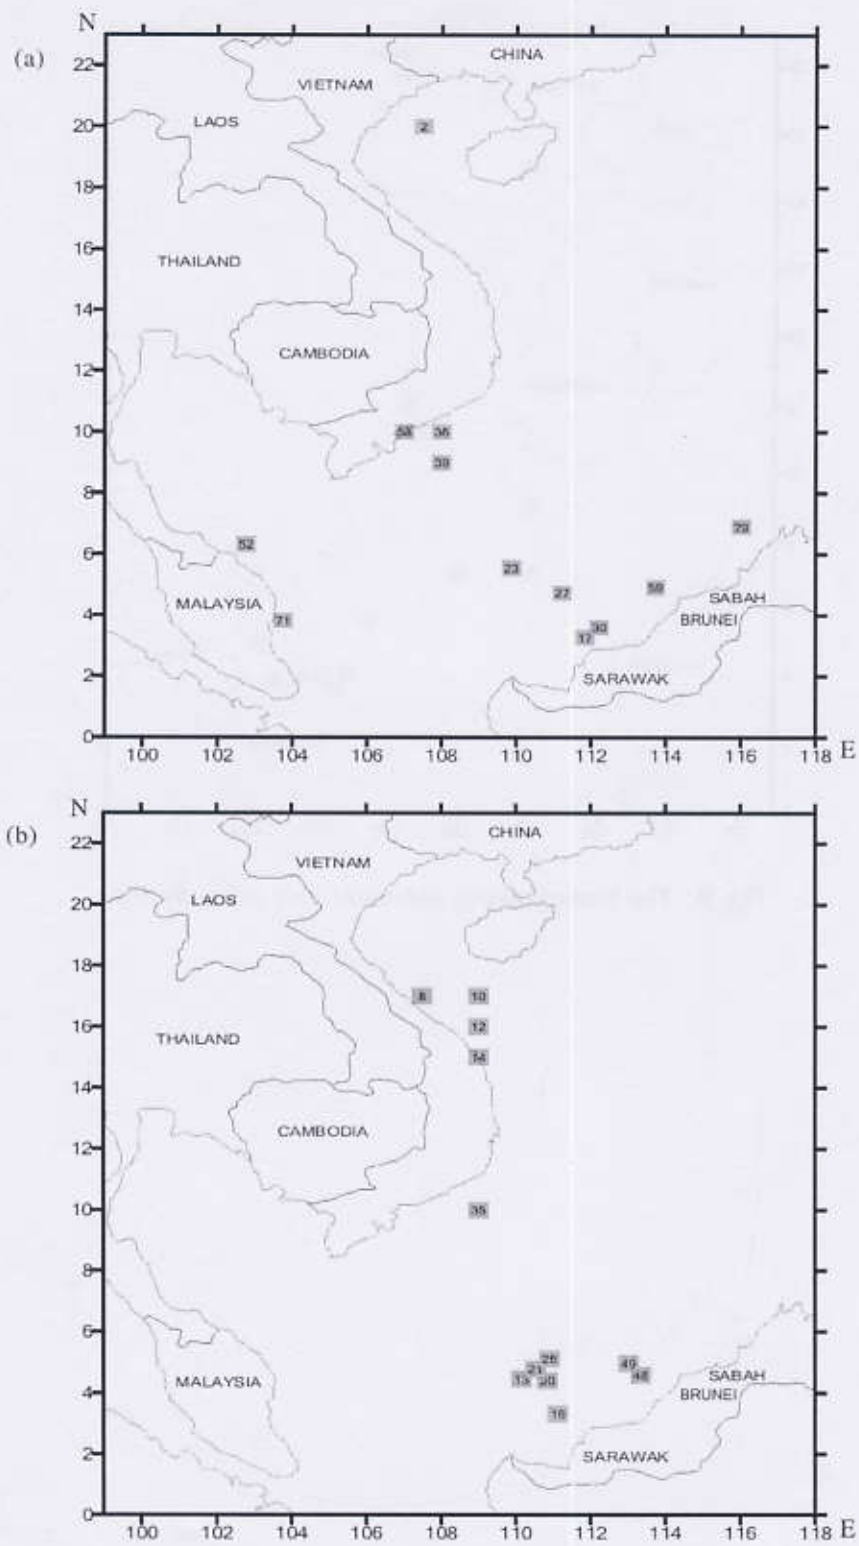 N
(a)
22
CHINA
VIETNAM
20
LAOS
2
18
16
THAILAND
14
CAMBODIA
12
10
36
8
39
79
6
52
23
27
59
4
MALAYSIA
71
SABAH
BRUNEI
30
17
2
SARAWAK
0
100 102 104 106 108 110 112 114 116 118 E
N
(b)
22
CHINA
VIETNAM
20
LAOS
18
8 10
16
12
THAILAND
14
14
CAMBODIA
12
10
35
8
6
21
49
48
20
4
MALAYSIA
SABAH
BRUNEI
2
SARAWAK
0
100 102 104 106 108 110 112 114 116 118 E